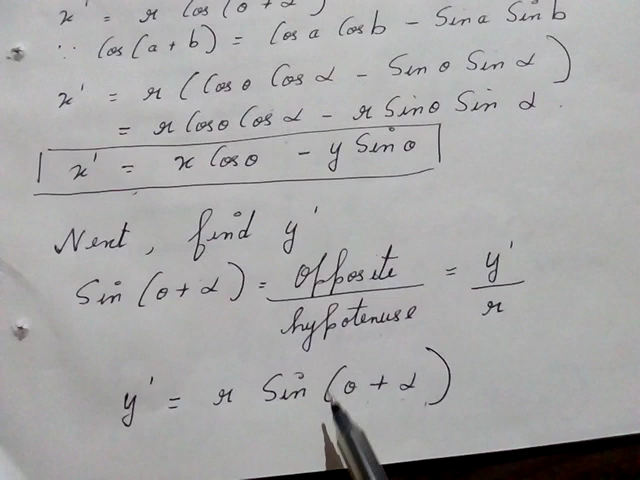 x' = r Cos (θ + α)
∵ Cos(a + b) = Cos a Cos b - Sin a Sin b
x' = r (Cos θ Cos α - Sin θ Sin α)
= r Cos θ Cos α - r Sin θ Sin α.
x' = x Cos θ - y Sin θ
Next, find y'
Sin (θ + α) = opposite / hypotenuse = y' / r
y' = r Sin (θ + α)